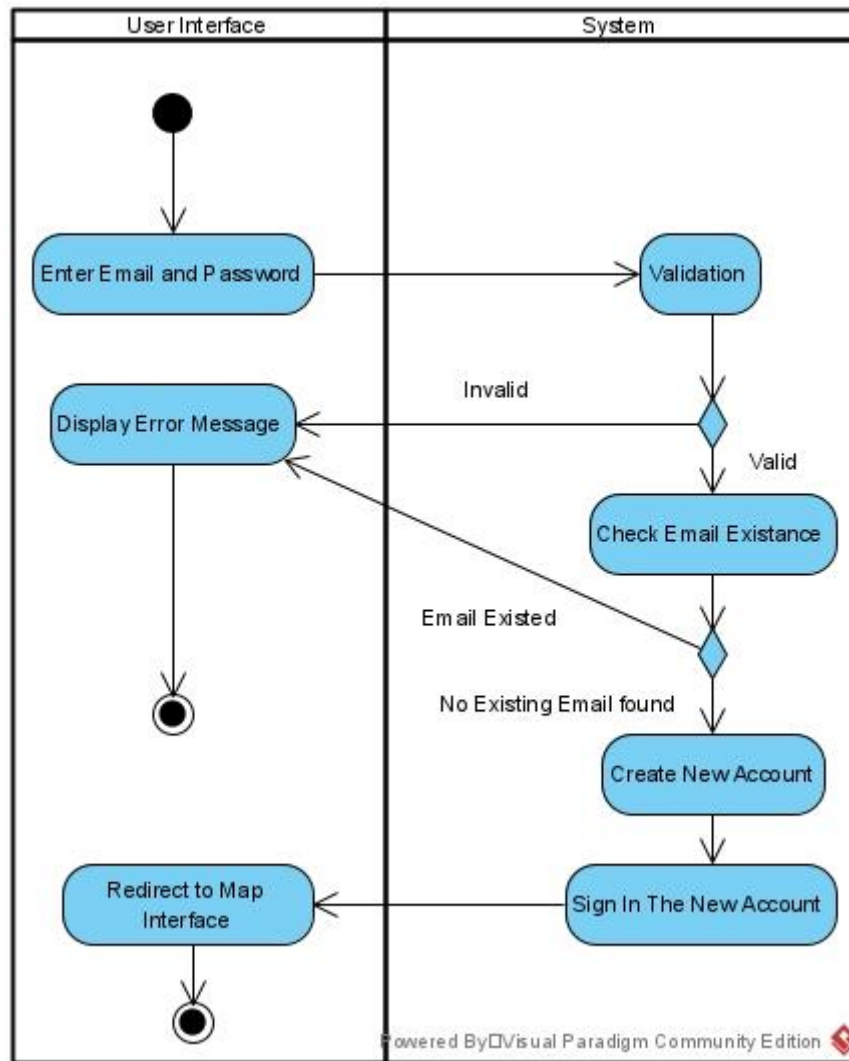 User Interface
System
Enter Email and Password
Validation
Invalid
Display Error Message
Valid
Check Email Existance
Email Existed
No Existing Email found
Create New Account
Redirect to Map
Interface
Sign In The New Account
Powered By□Visual Paradigm Community Edition